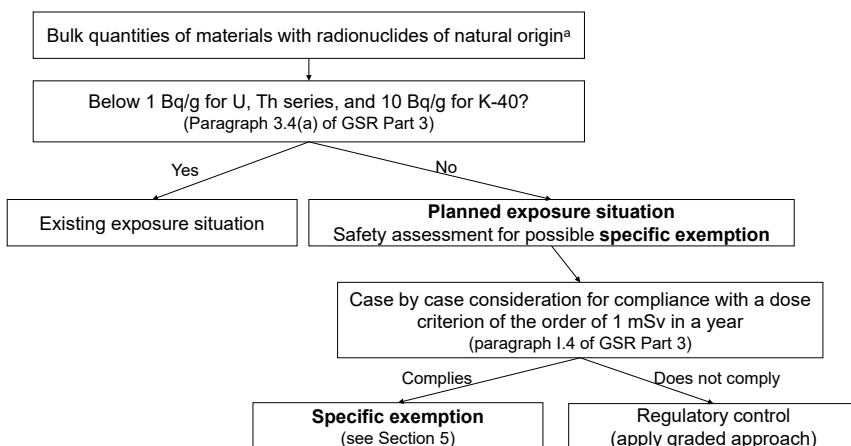 Bulk quantities of materials with radionuclides of natural originᵃ
Below 1 Bq/g for U, Th series, and 10 Bq/g for K-40?
(Paragraph 3.4(a) of GSR Part 3)
Yes
No
Existing exposure situation
Planned exposure situation
Safety assessment for possible specific exemption
Case by case consideration for compliance with a dose
criterion of the order of 1 mSv in a year
(paragraph I.4 of GSR Part 3)
Complies
Does not comply
Specific exemption
(see Section 5)
Regulatory control
(apply graded approach)